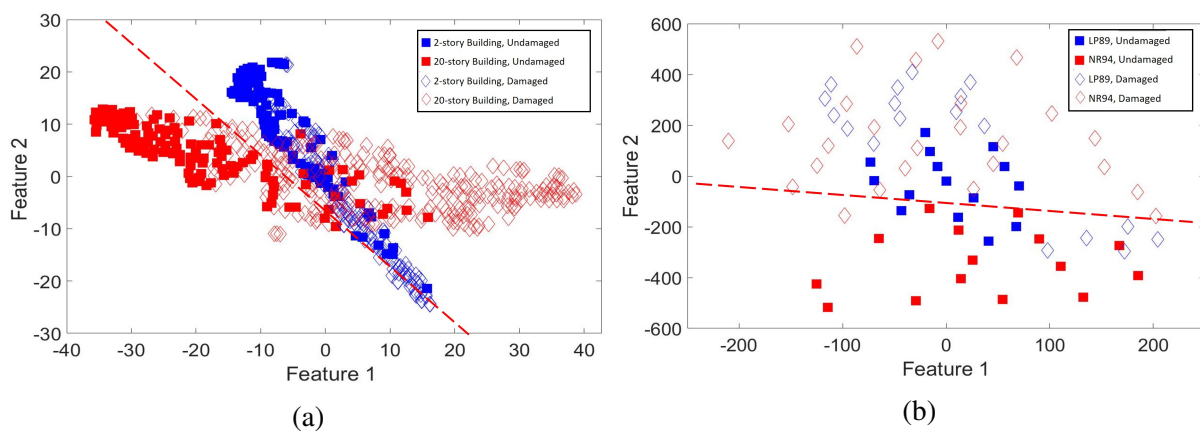 30
20
10
0
-10
-20
-30
Feature 2
-40 -30 -20 -10 0 10 20 30 40
Feature 1
2-story Building, Undamaged
20-story Building, Undamaged
2-story Building, Damaged
20-story Building, Damaged
(a)
600
400
200
0
-200
-400
-600
Feature 2
-200 -100 0 100 200
Feature 1
LP89, Undamaged
NR94, Undamaged
LP89, Damaged
NR94, Damaged
(b)